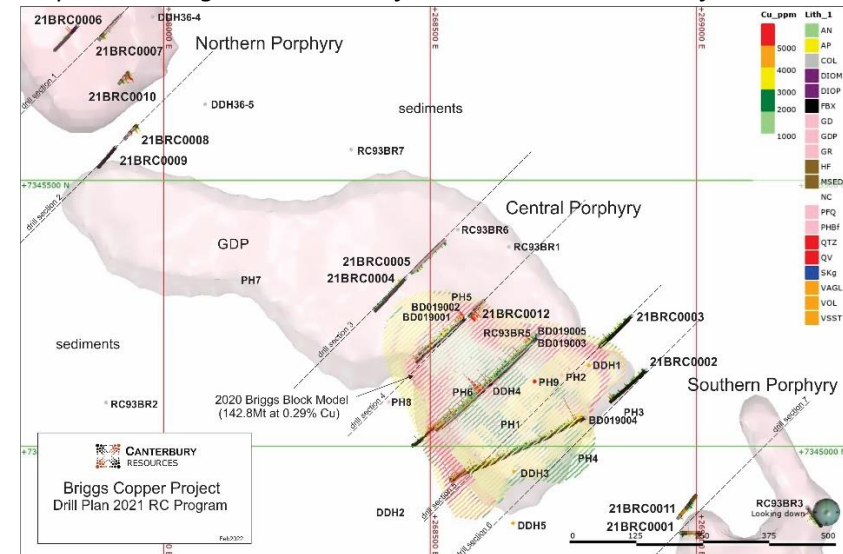 21BRC0006
DDH36-4
21BRC0007
Northern Porphyry
21BRC0010
drill section 1
DDH36-5
sediments
21BRC0008
21BRC0009
RC93BR7
+7345500 N
drill section 2
268500 E
269000 E
Cu_ppm
5000
4000
3000
2000
1000
Lith_1
AN
AP
COL
DIOM
DIOP
FBX
GD
GDP
GR
HF
MSED
NC
PFQ
PHBf
QTZ
QV
SKg
VAGL
VOL
VSST
Central Porphyry
GDP
RC93BR6
RC93BR1
21BRC0005
21BRC0004
PH7
drill section 3
PH5
BD019002
BD019001
21BRC0012
RC93BR5
BD019005
BD019003
21BRC0003
21BRC0002
sediments
DDH1
PH2
PH9
PH6
DDH4
PH3
2020 Briggs Block Model
(142.8Mt at 0.29% Cu)
PH8
drill section 4
RC93BR2
PH1
BD019004
PH4
DDH3
Southern Porphyry
drill section 7
7345000 N
DDH2
DDH5
drill section 6
21BRC0011
21BRC0001
RC93BR3
Looking down
0 125 250 375 500
CANTERBURY
RESOURCES
Briggs Copper Project
Drill Plan 2021 RC Program
Feb2022
+268500 E